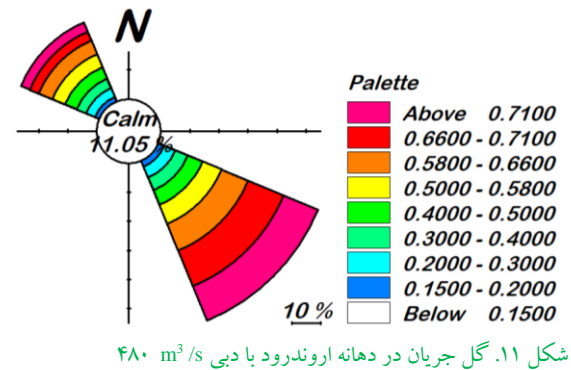 N
Calm
11.05 %
10 %
Palette
Above 0.7100
0.6600 - 0.7100
0.5800 - 0.6600
0.5000 - 0.5800
0.4000 - 0.5000
0.3000 - 0.4000
0.2000 - 0.3000
0.1500 - 0.2000
Below 0.1500
شکل ۱۱. گل جریان در دهانه اروندرود با دبی m³ /s ۴۸۰